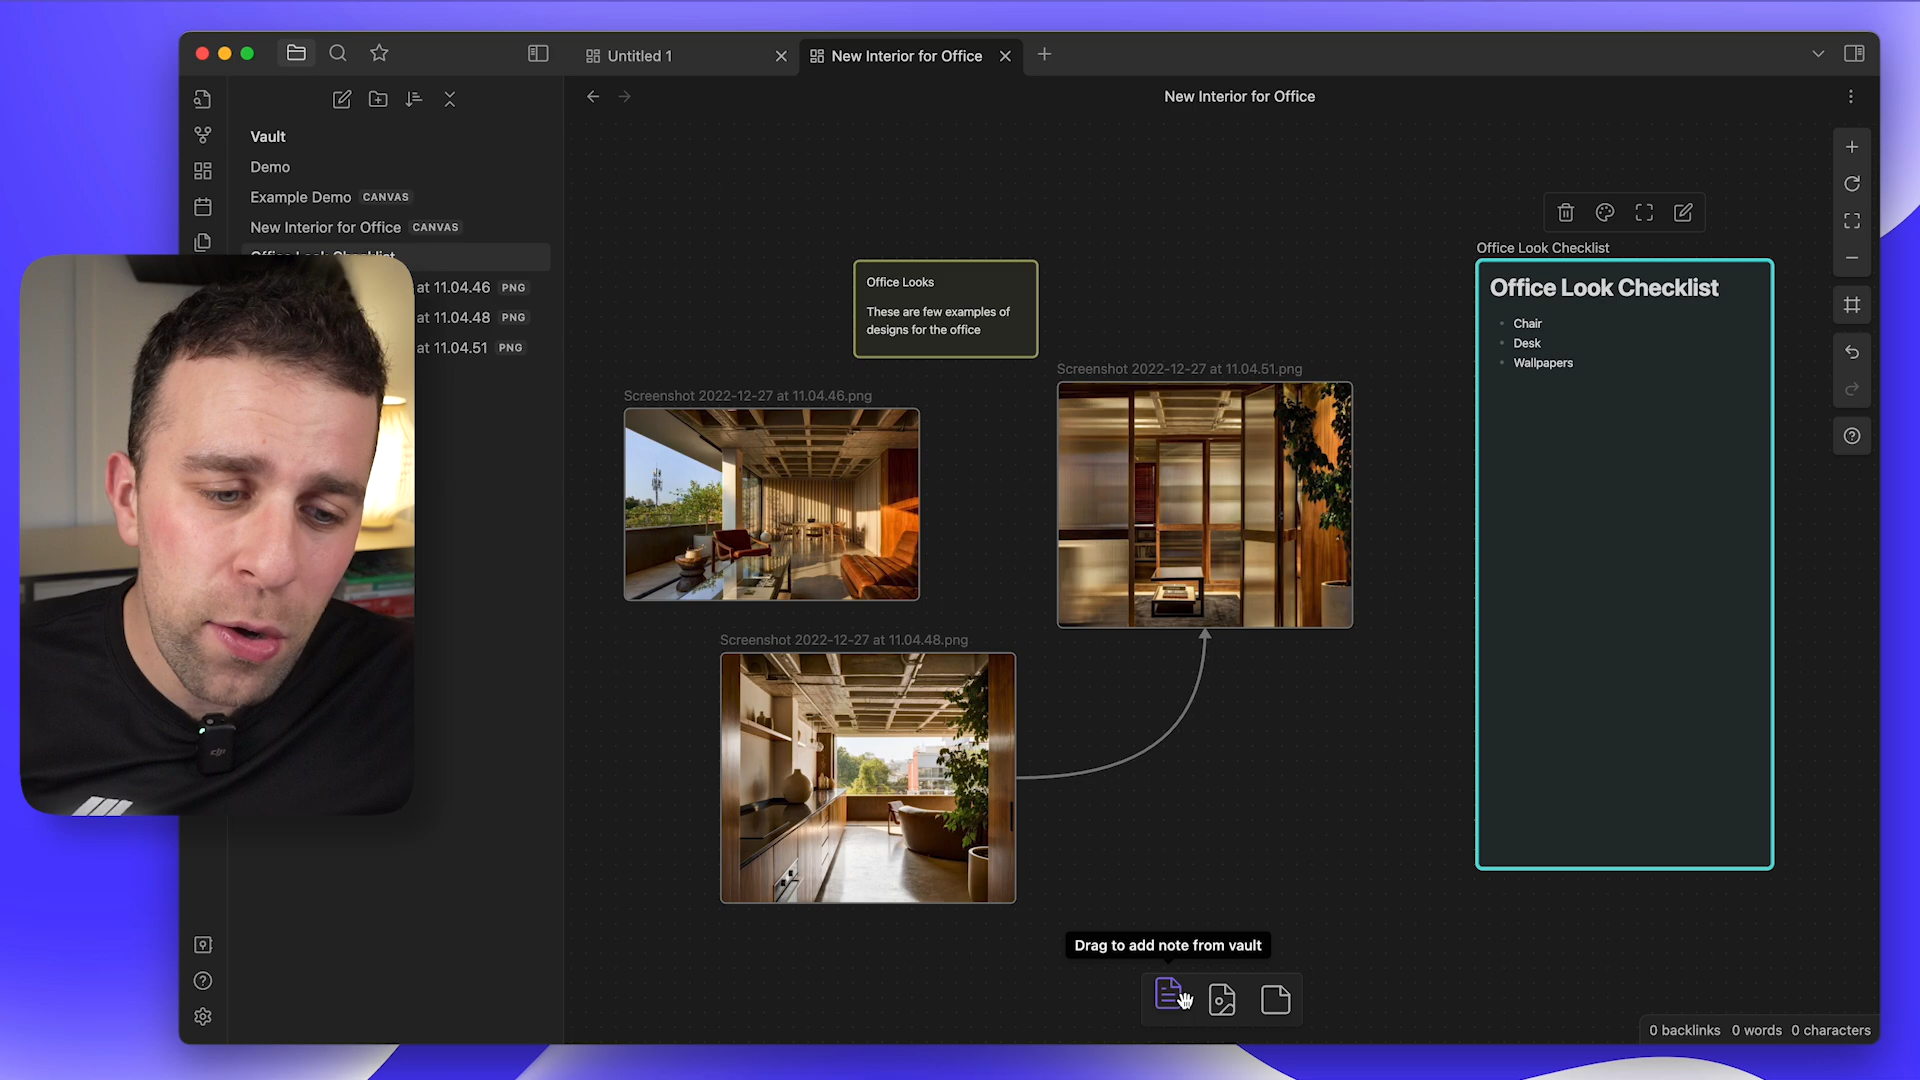 Untitled 1
New Interior for Office
New Interior for Office
Vault
Demo
Example Demo CANVAS
New Interior for Office CANVAS
Office Look Checklist
at 11.04.46 PNG
at 11.04.48 PNG
at 11.04.51 PNG
Office Looks
These are few examples of
designs for the office
Screenshot 2022-12-27 at 11.04.46.png
Screenshot 2022-12-27 at 11.04.51.png
Screenshot 2022-12-27 at 11.04.48.png
Office Look Checklist
Office Look Checklist
Chair
Desk
Wallpapers
Drag to add note from vault
0 backlinks 0 words 0 characters
dji